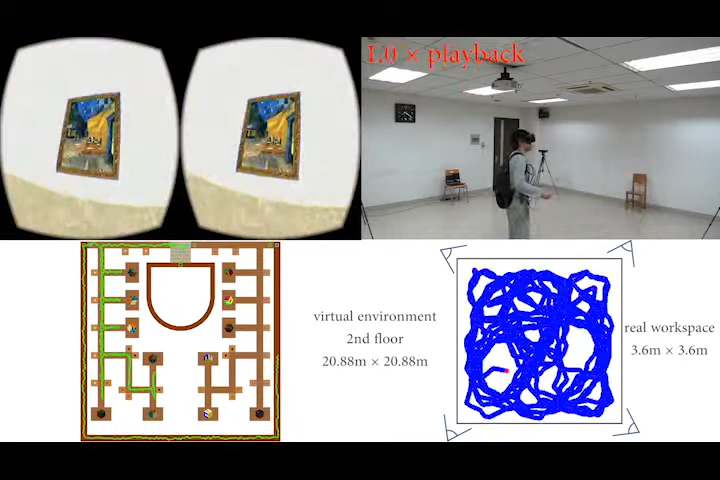 1.0 × playback
virtual environment
2nd floor
20.88m × 20.88m
real workspace
3.6m × 3.6m